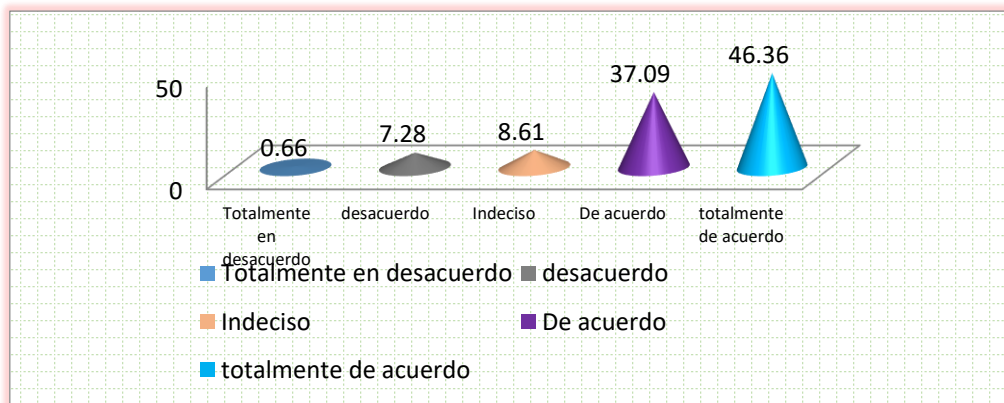 46.36
37.09
50
7.28
8.61
0.66
0
Totalmente
en
desacuerdo
desacuerdo
Indeciso
De acuerdo
totalmente
de acuerdo
Totalmente en desacuerdo
desacuerdo
Indeciso
De acuerdo
totalmente de acuerdo